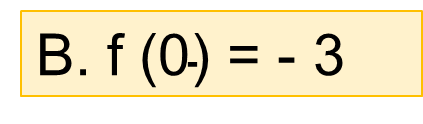 B. f (0-) = - 3